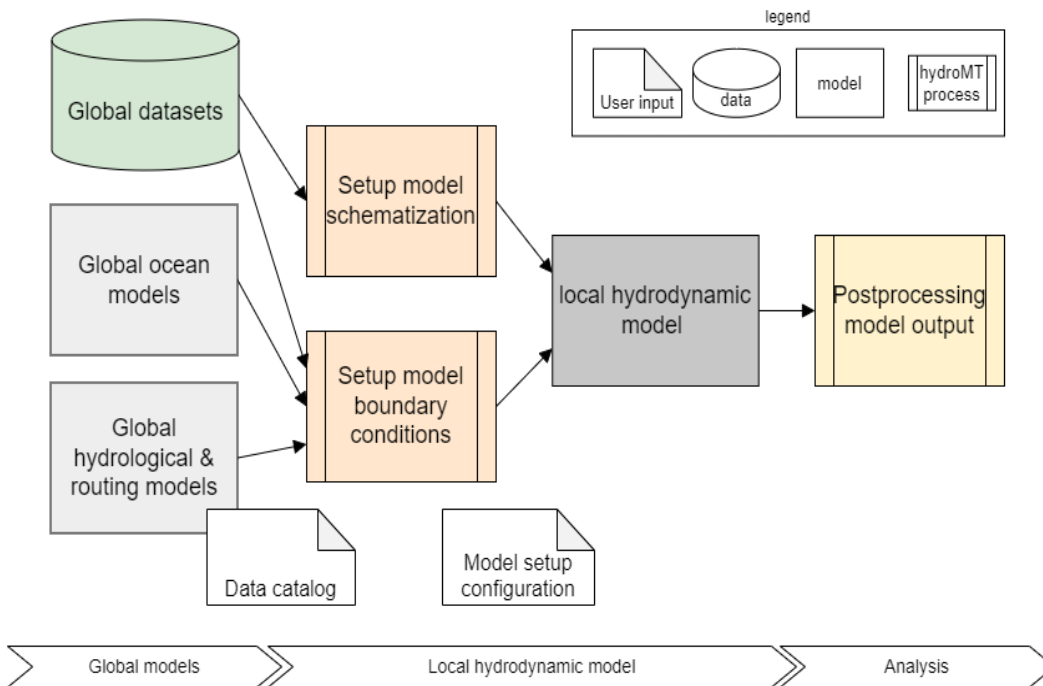 legend
User input
data
model
hydroMT
process
Global datasets
Setup model
schematization
Global ocean
models
local hydrodynamic
model
Postprocessing
model output
Setup model
boundary
conditions
Global
hydrological &
routing models
Data catalog
Model setup
configuration
Global models
Local hydrodynamic model
Analysis